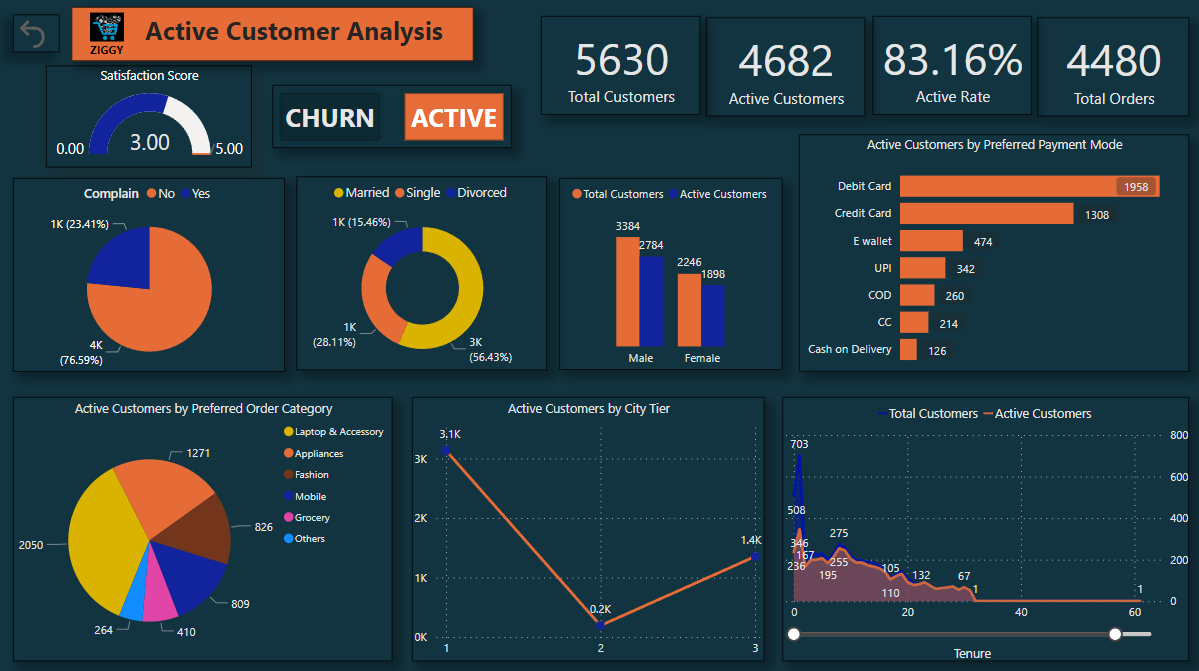 ZIGGY
Active Customer Analysis
5630
Total Customers
4682
Active Customers
83.16%
Active Rate
4480
Total Orders
Satisfaction Score
0.00
3.00
5.00
CHURN
ACTIVE
Complain No Yes
1K (23.41%)
4K
(76.59%)
Married Single Divorced
1K (15.46%)
1K
(28.11%)
3K
(56.43%)
Total Customers Active Customers
3384
2784
2246
1898
Male Female
Active Customers by Preferred Payment Mode
Debit Card 1958
Credit Card 1308
E wallet 474
UPI 342
COD 260
CC 214
Cash on Delivery 126
Active Customers by Preferred Order Category
Laptop & Accessory
Appliances
Fashion
Mobile
Grocery
Others
1271
826
2050
809
264
410
Active Customers by City Tier
3.1K
3K
2K
1.4K
1K
0.2K
0K
1 2 3
Total Customers Active Customers
703
800
600
508
400
346
275
167
236
255
200
195
105
132
67
1
1
110
0
0 20 40 60
Tenure